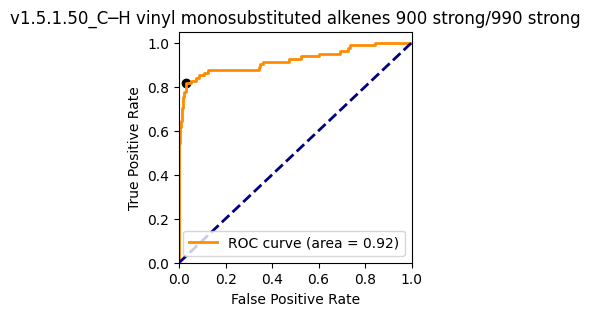 v1.5.1.50_C─H vinyl monosubstituted alkenes 900 strong/990 strong
1.0
0.8
0.6
0.4
0.2
0.0
True Positive Rate
ROC curve (area = 0.92)
0.0 0.2 0.4 0.6 0.8 1.0
False Positive Rate